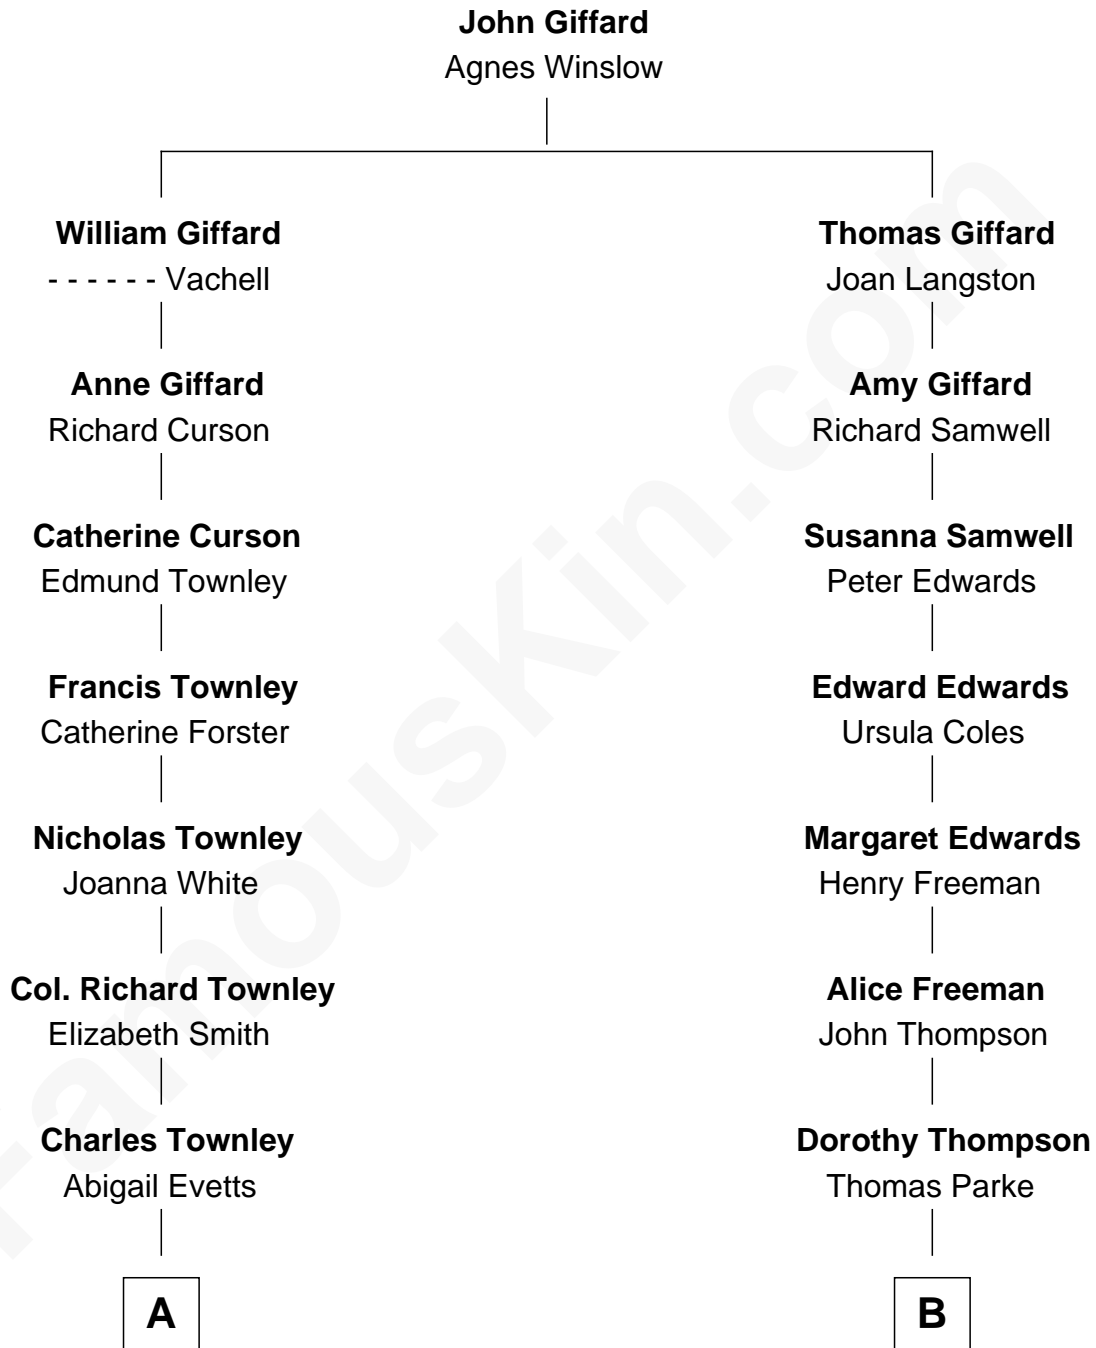 John Giffard
Agnes Winslow
William Giffard
- - - - - - Vachell
Thomas Giffard
Joan Langston
Anne Giffard
Richard Curson
Amy Giffard
Richard Samwell
Catherine Curson
Edmund Townley
Susanna Samwell
Peter Edwards
Francis Townley
Catherine Forster
Edward Edwards
Ursula Coles
Nicholas Townley
Joanna White
Margaret Edwards
Henry Freeman
Col. Richard Townley
Elizabeth Smith
Alice Freeman
John Thompson
Charles Townley
Abigail Evetts
Dorothy Thompson
Thomas Parke
A
B
FamousKin.com